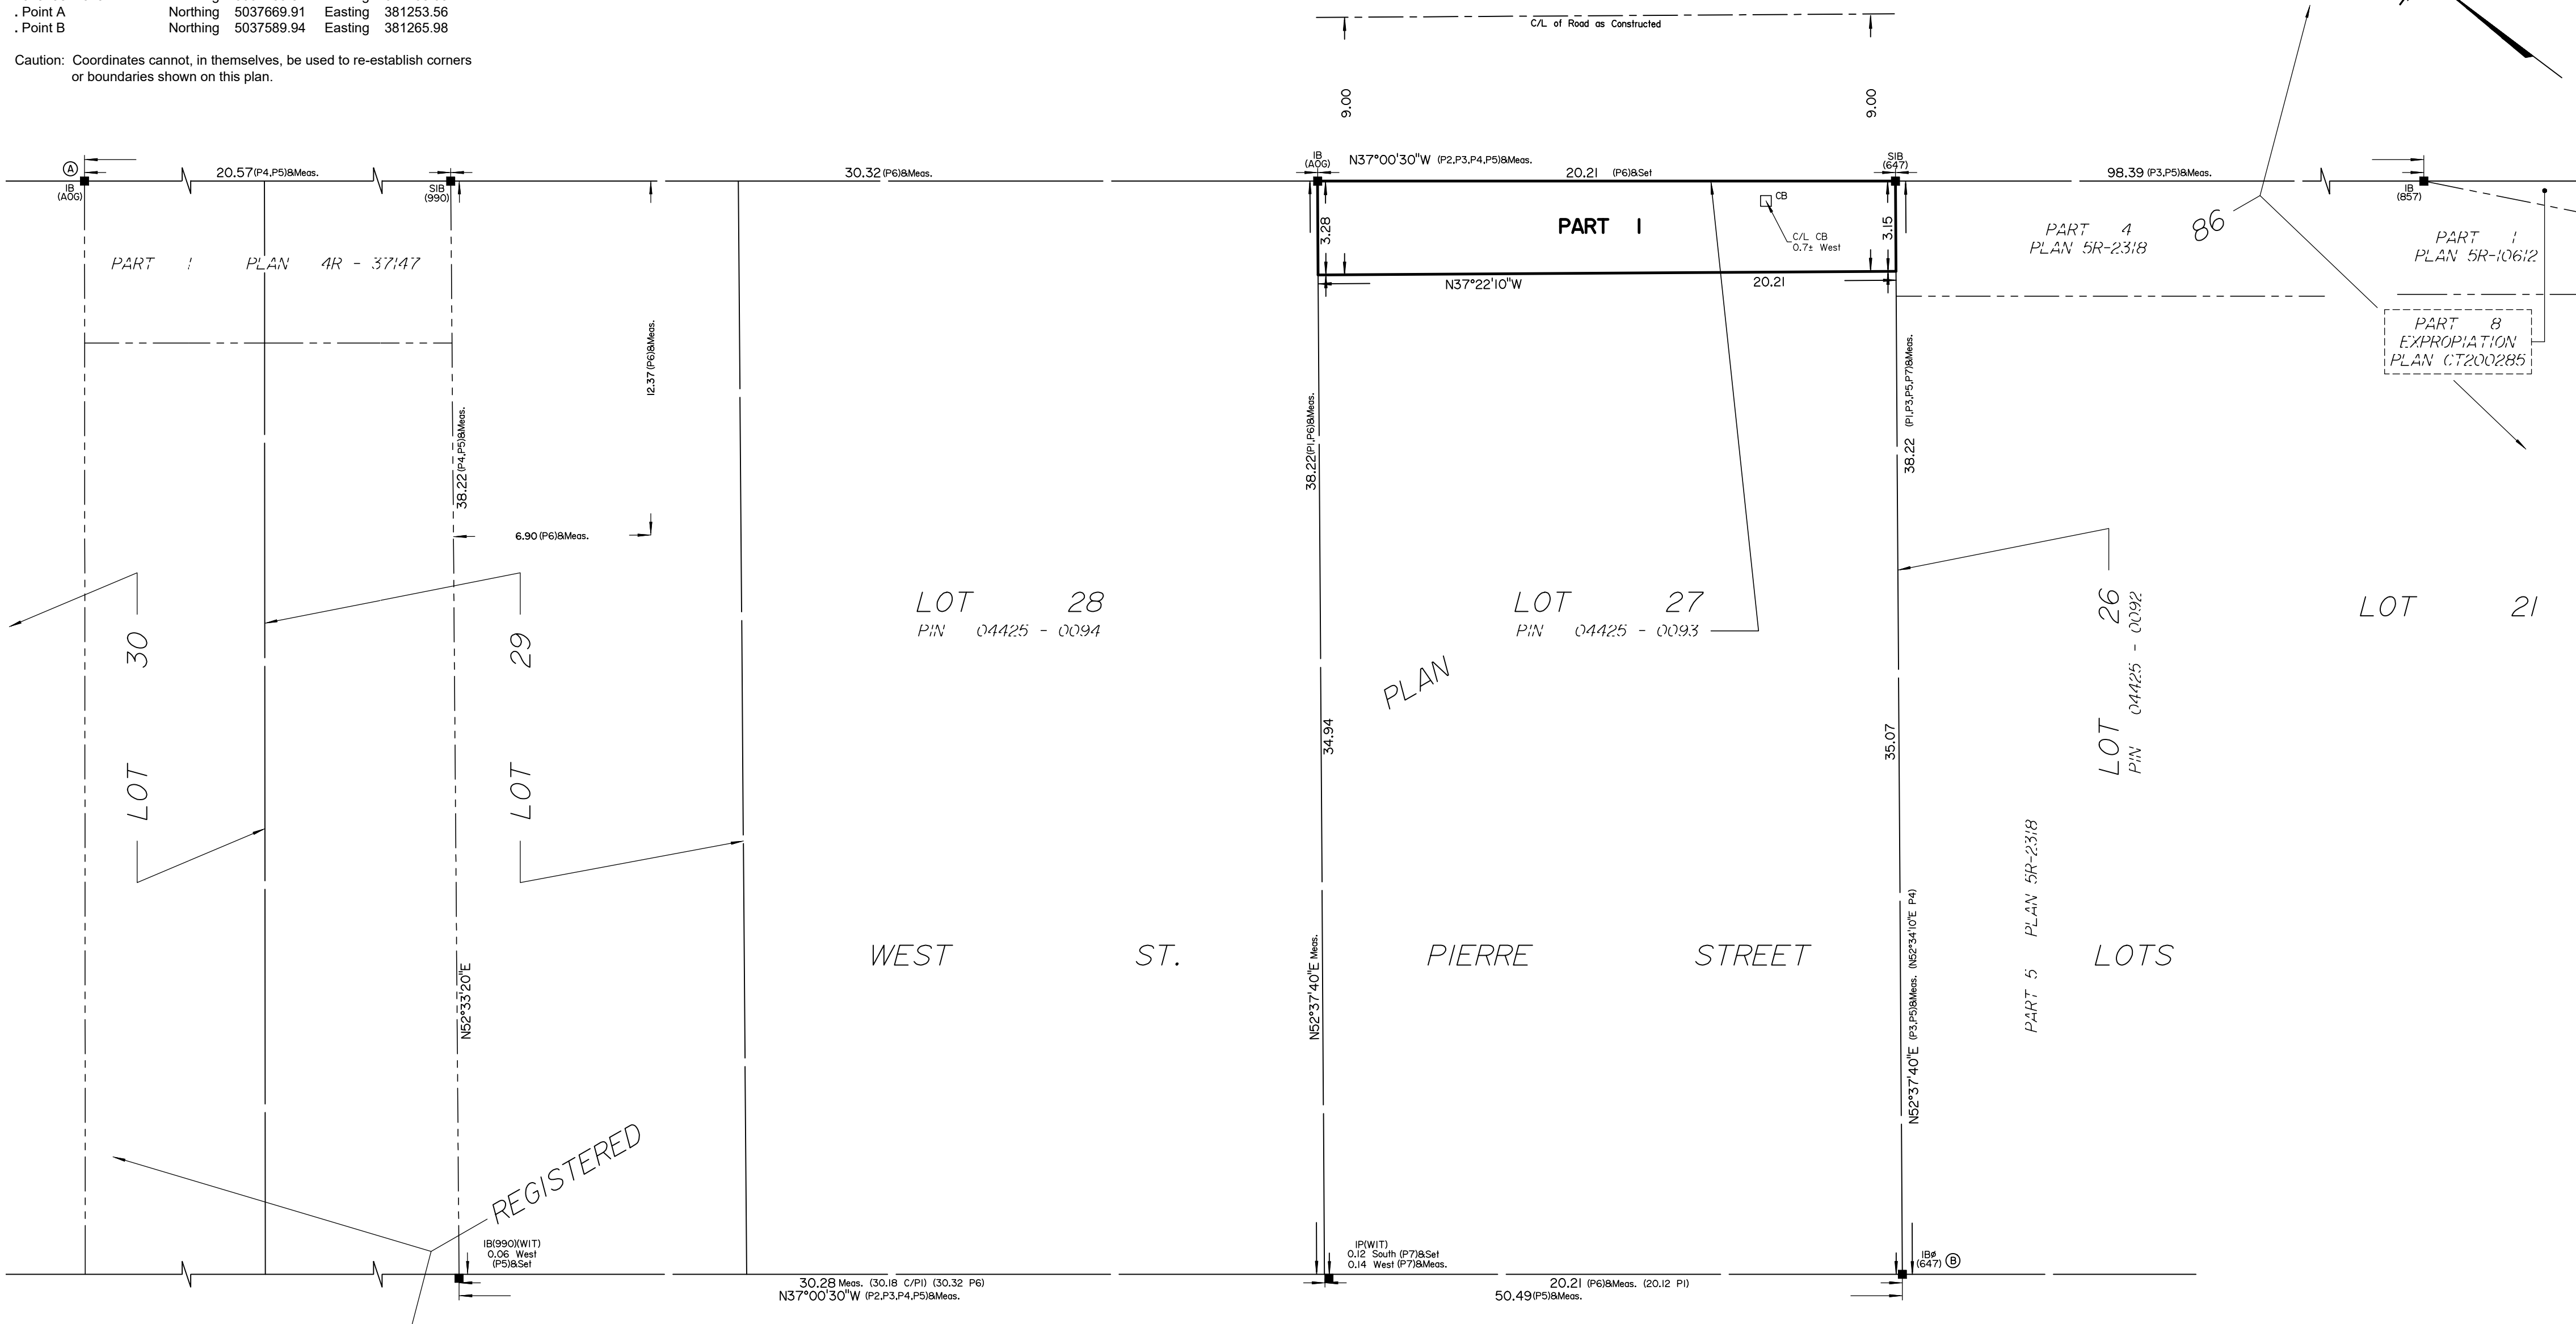 . Point A Northing 5037669.91 Easting 381253.56
. Point B Northing 5037589.94 Easting 381265.98
Caution: Coordinates cannot, in themselves, be used to re-establish corners
or boundaries shown on this plan.
C/L of Road as Constructed
9.00
9.00
A
IB
(AOG)
20.57(P4,P5)&Meas.
SIB
(990)
30.32(P6)&Meas.
IB
(AOG)
N37°00'30"W (P2,P3,P4,P5)&Meas.
20.21 (P6)&Set
SIB
(647)
98.39 (P3,P5)&Meas.
IB
(857)
PART 1 PLAN 4R - 37147
3.28
PART 1
CB
C/L CB
0.7± West
3.15
PART 4
PLAN 5R-2318
86
PART 1
PLAN 5R-10612
N37°22'10"W
20.21
PART 8
EXPROPIATION
PLAN CT200285
12.37(P6)&Meas.
38.22(P4,P5)&Meas.
38.22(P1,P6)&Meas.
38.22 (P1,P3,P5,P7)&Meas.
6.90(P6)&Meas.
LOT 30
LOT 29
LOT 28
PIN 04425 - 0094
LOT 27
PIN 04425 - 0093
LOT 26
PIN 04425 - 0092
LOT 21
PLAN
34.94
35.07
PART 5 PLAN 5R-2318
WEST ST. PIERRE STREET LOTS
N52°33'20"E
N52°37'40"E Meas.
N52°37'40"E (P3,P5)&Meas. (N52°34'10"E P4)
REGISTERED
IB(990)(WIT)
0.06 West
(P5)&Set
IP(WIT)
0.12 South (P7)&Set
0.14 West (P7)&Meas.
IBø
(647)
B
30.28 Meas. (30.18 C/P1) (30.32 P6)
N37°00'30"W (P2,P3,P4,P5)&Meas.
20.21 (P6)&Meas. (20.12 P1)
50.49(P5)&Meas.